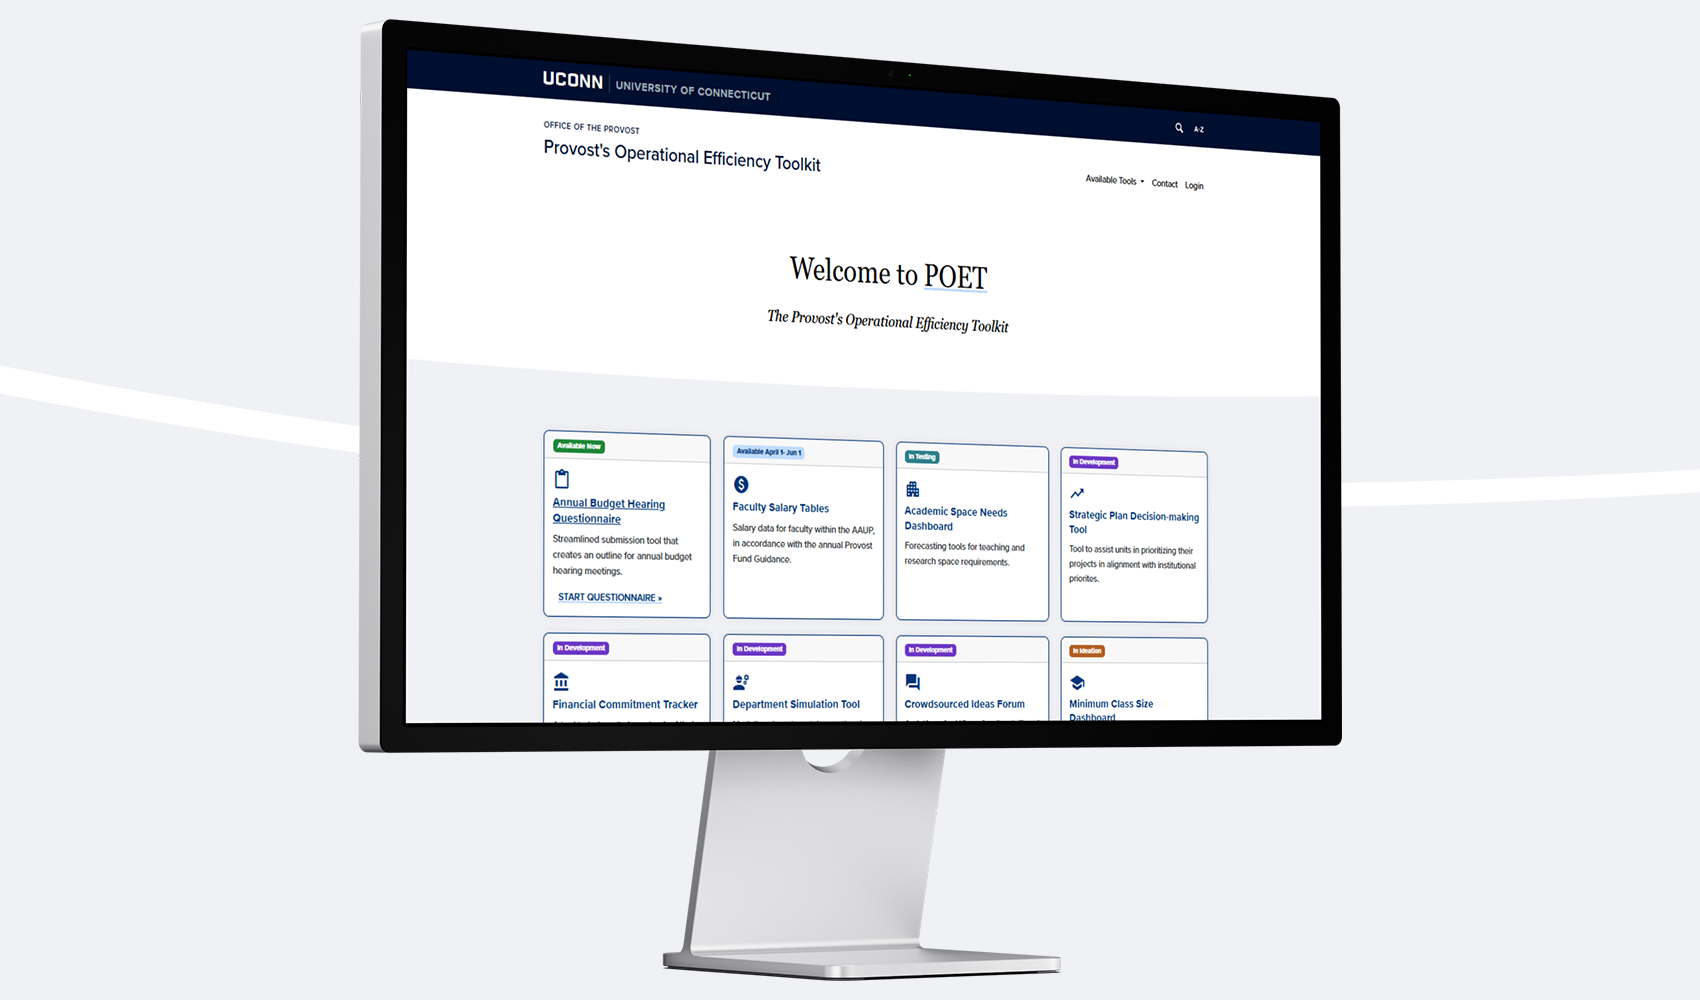 UCONN UNIVERSITY OF CONNECTICUT
A-Z
OFFICE OF THE PROVOST
Provost's Operational Efficiency Toolkit
Available Tools Contact Login
Welcome to POET
The Provost's Operational Efficiency Toolkit
Available Now
Annual Budget Hearing
Questionnaire
Streamlined submission tool that
creates an outline for annual budget
hearing meetings.
START QUESTIONNAIRE »
Available April 1- Jun 1
Faculty Salary Tables
Salary data for faculty within the AAUP,
in accordance with the annual Provost
Fund Guidance.
In Testing
Academic Space Needs
Dashboard
Forecasting tools for teaching and
research space requirements.
In Development
Strategic Plan Decision-making
Tool
Tool to assist units in prioritizing their
projects in alignment with institutional
priorites.
In Development
Financial Commitment Tracker
In Development
Department Simulation Tool
In Development
Crowdsourced Ideas Forum
In Ideation
Minimum Class Size
Dashboard